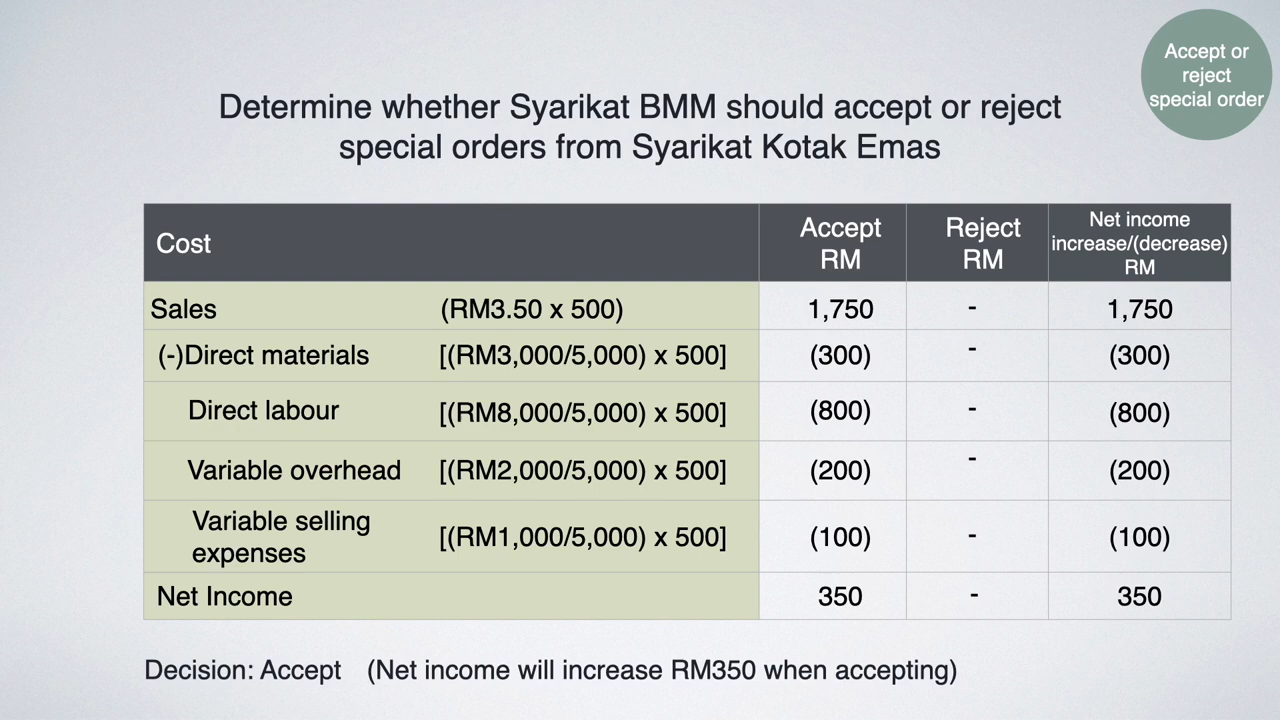 Accept or
reject
special order
Determine whether Syarikat BMM should accept or reject
special orders from Syarikat Kotak Emas
Cost
Accept
RM
Reject
RM
Net income
increase/(decrease)
RM
Sales (RM3.50 x 500) 1,750 - 1,750
(-)Direct materials [(RM3,000/5,000) x 500] (300) - (300)
Direct labour [(RM8,000/5,000) x 500] (800) - (800)
Variable overhead [(RM2,000/5,000) x 500] (200) - (200)
Variable selling
expenses [(RM1,000/5,000) x 500] (100) - (100)
Net Income 350 - 350
Decision: Accept (Net income will increase RM350 when accepting)